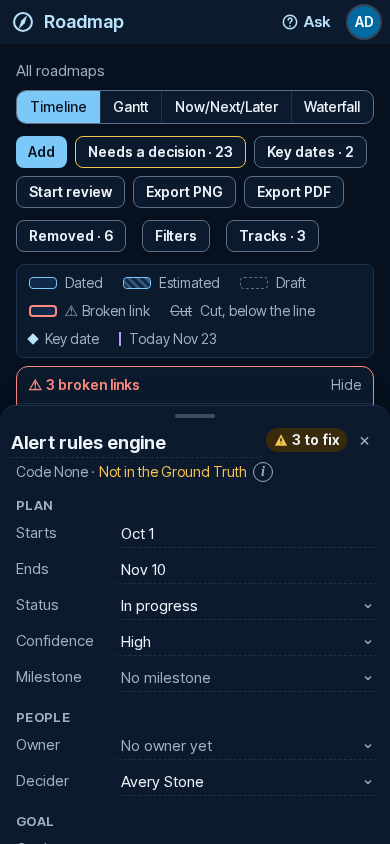 Roadmap
Ask
AD
All roadmaps
Timeline Gantt Now/Next/Later Waterfall
Add Needs a decision · 23 Key dates · 2
Start review Export PNG Export PDF
Removed · 6 Filters Tracks · 3
Dated Estimated Draft
⚠ Broken link Cut Cut, below the line
Key date Today Nov 23
⚠ 3 broken links Hide
Alert rules engine ⚠ 3 to fix ×
Code None · Not in the Ground Truth i
PLAN
Starts Oct 1
Ends Nov 10
Status In progress
Confidence High
Milestone No milestone
PEOPLE
Owner No owner yet
Decider Avery Stone
GOAL